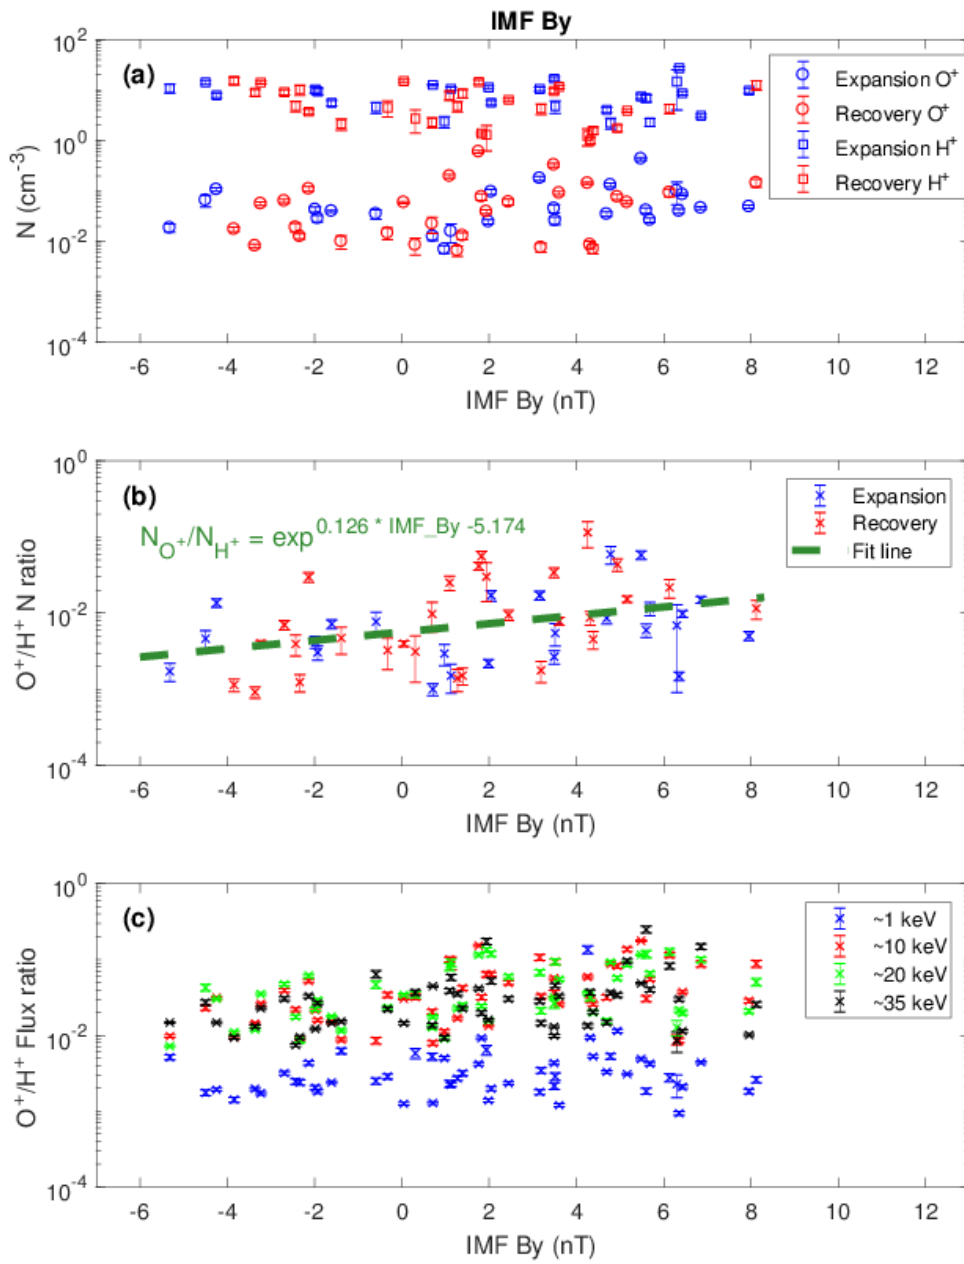 IMF By
(a)
10^2
10^0
10^-2
10^-4
N (cm^-3)
Expansion O^+
Recovery O^+
Expansion H^+
Recovery H^+
-6 -4 -2 0 2 4 6 8 10 12
IMF By (nT)
(b)
10^0
10^-2
10^-4
O^+/H^+ N ratio
N_O^+/N_H^+ = exp^0.126 * IMF_By -5.174
Expansion
Recovery
Fit line
-6 -4 -2 0 2 4 6 8 10 12
IMF By (nT)
(c)
10^0
10^-2
10^-4
O^+/H^+ Flux ratio
~1 keV
~10 keV
~20 keV
~35 keV
-6 -4 -2 0 2 4 6 8 10 12
IMF By (nT)